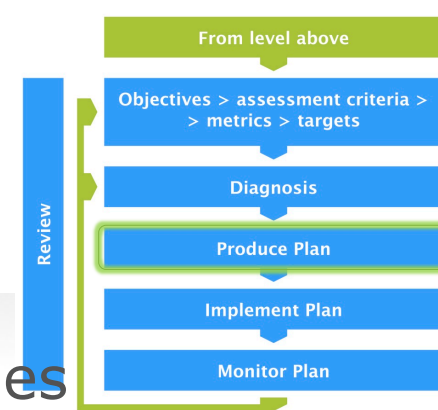 From level above
Objectives > assessment criteria >
> metrics > targets
Diagnosis
Review
Produce Plan
Implement Plan
Monitor Plan
es